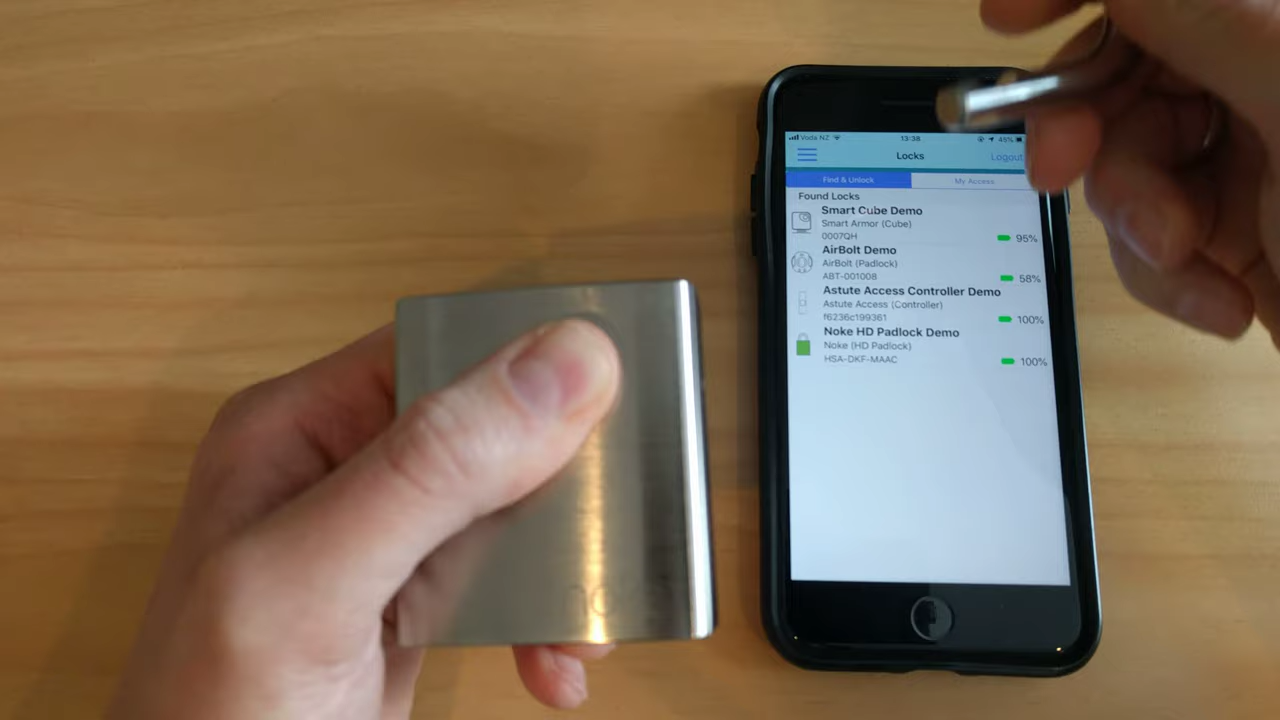 Voda NZ 13:38 45%
Locks Logout
Find & Unlock My Access
Found Locks
Smart Cube Demo
Smart Armor (Cube)
0007QH 95%
AirBolt Demo
AirBolt (Padlock)
ABT-001008 58%
Astute Access Controller Demo
Astute Access (Controller)
f6236c199361 100%
Noke HD Padlock Demo
Noke (HD Padlock)
HSA-DKF-MAAC 100%